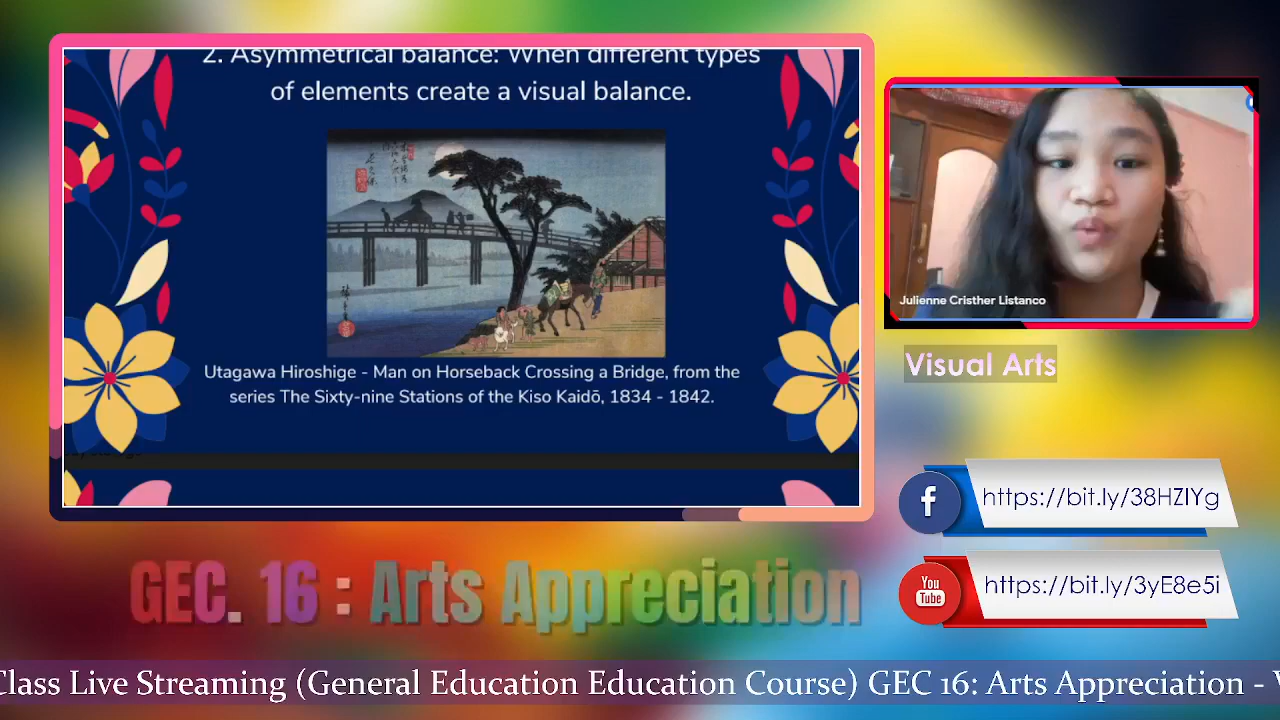 2. Asymmetrical balance: When different types
of elements create a visual balance.
Utagawa Hiroshige - Man on Horseback Crossing a Bridge, from the
series The Sixty-nine Stations of the Kiso Kaidō, 1834 - 1842.
Julienne Cristher Listanco
Visual Arts
f
https://bit.ly/38HZIYg
You
Tube
https://bit.ly/3yE8e5i
GEC. 16 : Arts Appreciation
Class Live Streaming (General Education Education Course) GEC 16: Arts Appreciation -